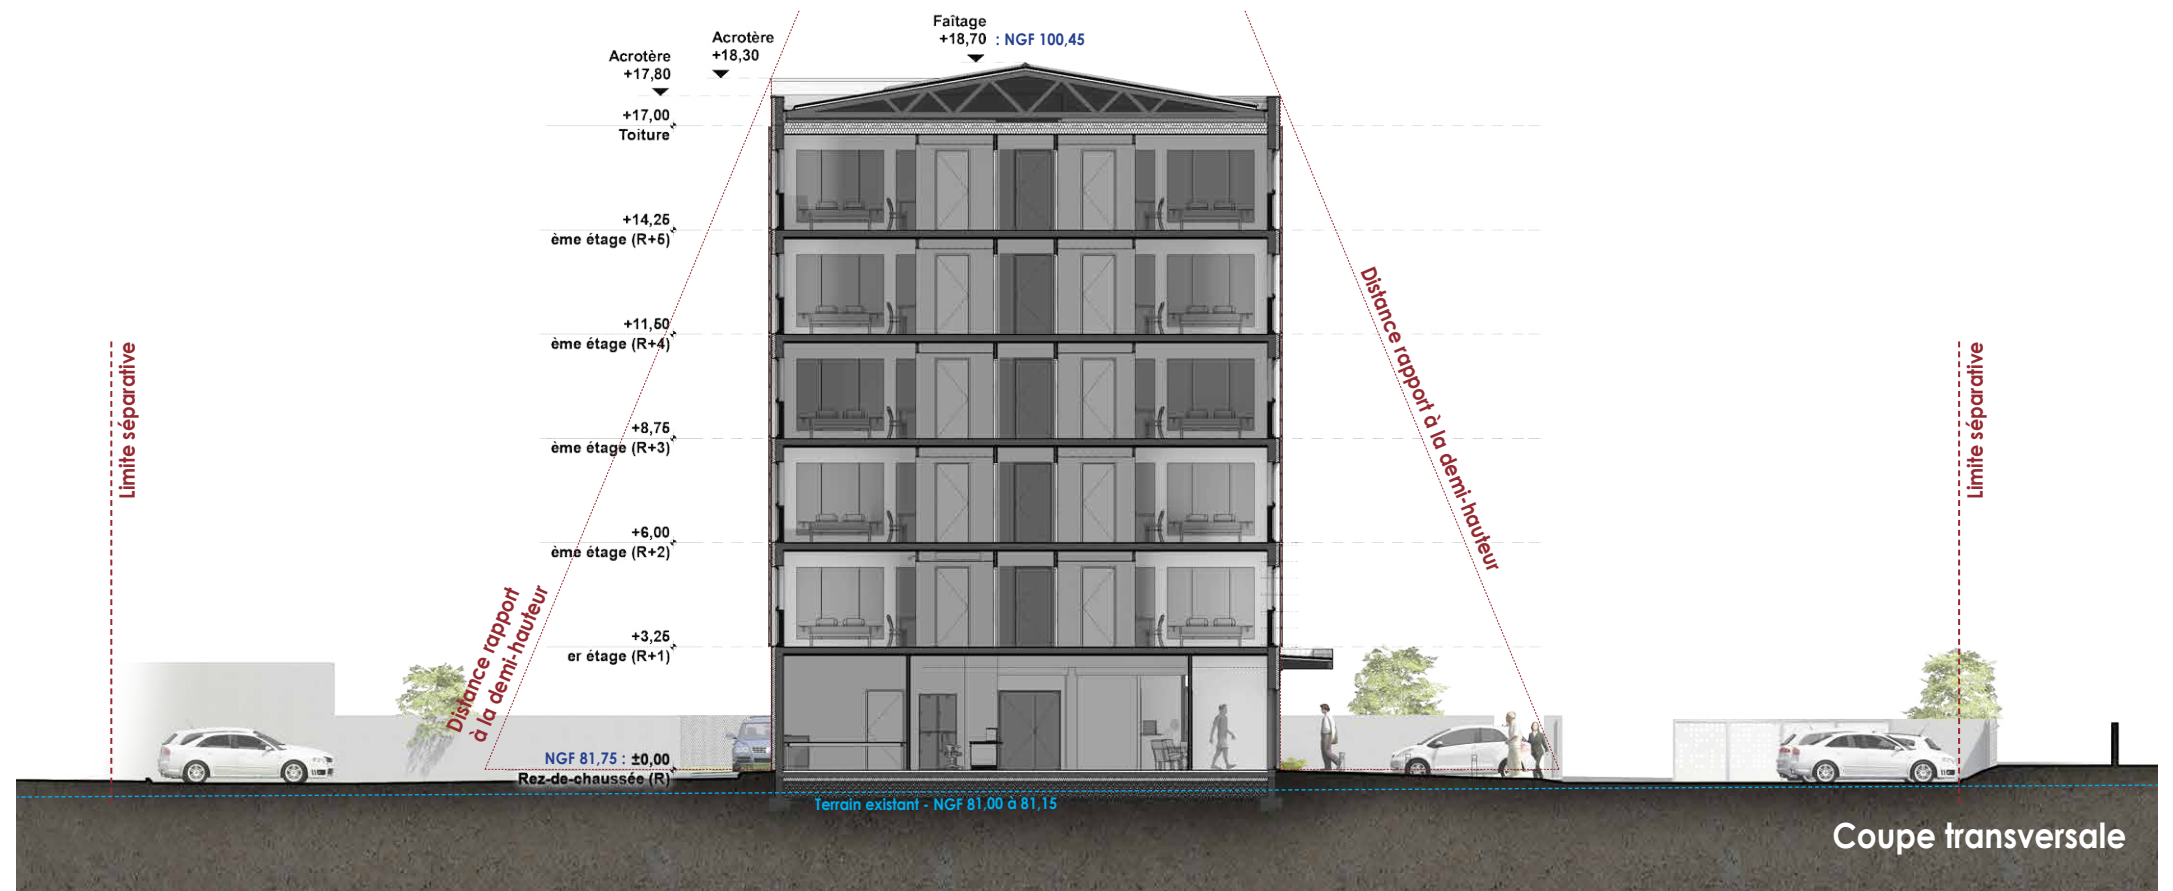 Faîtage
+18,70 : NGF 100,45
Acrotère
+18,30
Acrotère
+17,80
+17,00
Toiture
+14,25
ème étage (R+5)
+11,50
ème étage (R+4)
+8,75
ème étage (R+3)
+6,00
ème étage (R+2)
+3,25
er étage (R+1)
NGF 81,75 : ±0,00
Rez-de-chaussée (R)
Limite séparative
Distance rapport
à la demi-hauteur
Distance rapport à la demi-hauteur
Limite séparative
Terrain existant - NGF 81,00 à 81,15
Coupe transversale